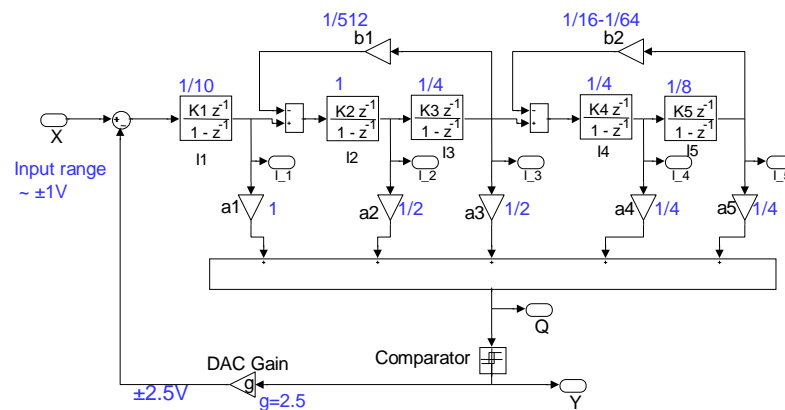 1/512
b1
1/16-1/64
b2
1/10
1
1/4
1/4
1/8
K1 z-1
1 - z-1
K2 z-1
1 - z-1
K3 z-1
1 - z-1
K4 z-1
1 - z-1
K5 z-1
1 - z-1
X
I1
I2
I3
I4
I5
Input range
~ ±1V
I_1
I_2
I_3
I_4
a1
1
a2
1/2
a3
1/2
a4
1/4
a5
1/4
Q
DAC Gain
Comparator
g
±2.5V
g=2.5
Y